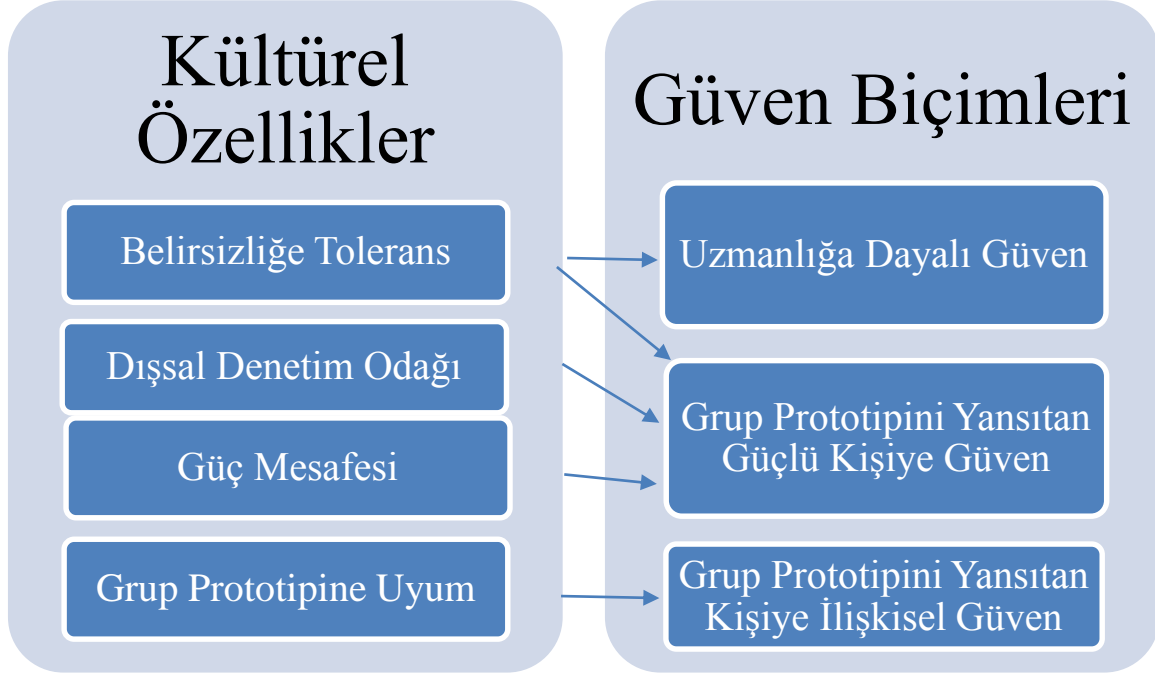 Kültürel
Özellikler
Belirsizliğe Tolerans
Dışsal Denetim Odağı
Güç Mesafesi
Grup Prototipine Uyum
Güven Biçimleri
Uzmanlığa Dayalı Güven
Grup Prototipini Yansıtan
Güçlü Kişiye Güven
Grup Prototipini Yansıtan
Kişiye İlişkisel Güven